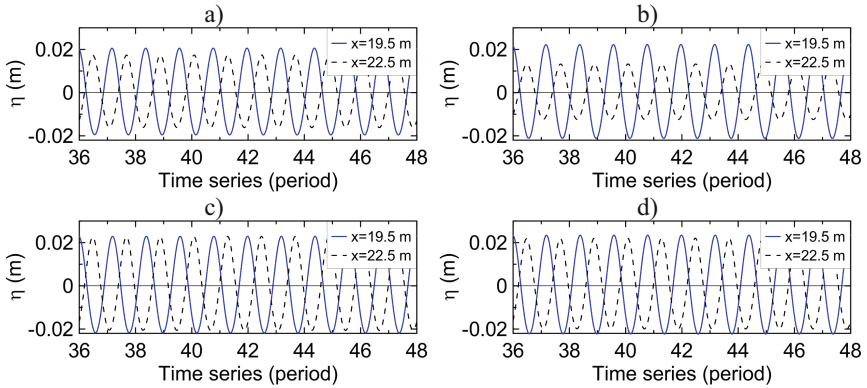 a)
η (m)
0.02
0
-0.02
x=19.5 m
x=22.5 m
36 38 40 42 44 46 48
Time series (period)
b)
η (m)
0.02
0
-0.02
x=19.5 m
x=22.5 m
36 38 40 42 44 46 48
Time series (period)
c)
η (m)
0.02
0
-0.02
x=19.5 m
x=22.5 m
36 38 40 42 44 46 48
Time series (period)
d)
η (m)
0.02
0
-0.02
x=19.5 m
x=22.5 m
36 38 40 42 44 46 48
Time series (period)